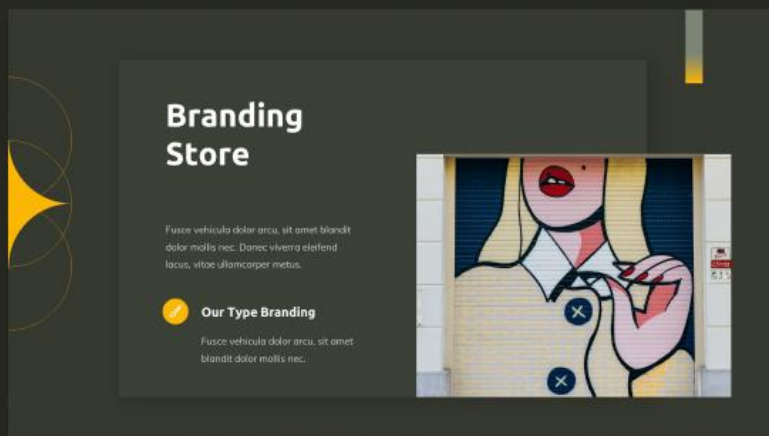 Branding
Store
Fusce vehicula dolor arcu, sit amet blandit
dolor mollis nec. Donec viverra eleifend
lacus, vitae ullamcorper metus.
Our Type Branding
Fusce vehicula dolor arcu, sit amet
blandit dolor mollis nec.